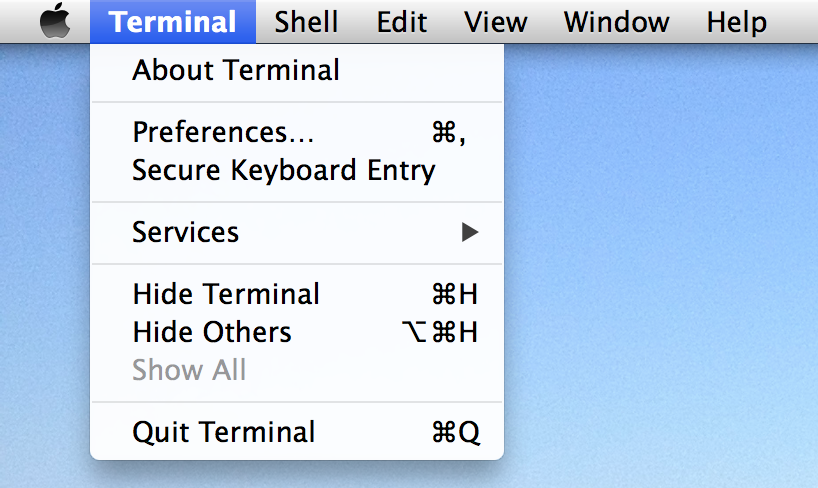 Terminal Shell Edit View Window Help
About Terminal
Preferences… ⌘,
Secure Keyboard Entry
Services ▶
Hide Terminal ⌘H
Hide Others ⌥⌘H
Show All
Quit Terminal ⌘Q